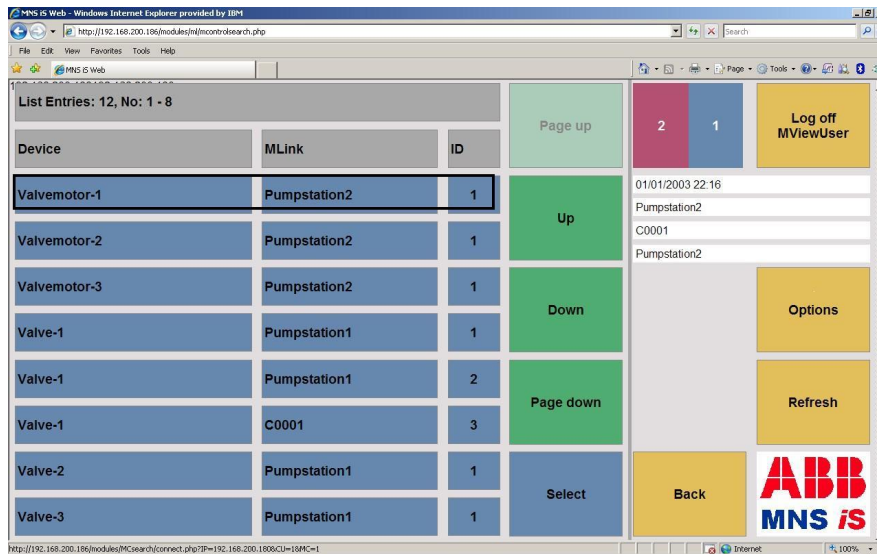 MNS iS Web - Windows Internet Explorer provided by IBM
http://192.168.200.186/modules/ml/mcontrolsearch.php
Search
File Edit View Favorites Tools Help
MNS iS Web
Page Tools
List Entries: 12, No: 1 - 8
Page up
2 1
Log off
MViewUser
Device MLink ID
Valvemotor-1 Pumpstation2 1
Up
01/01/2003 22:16
Pumpstation2
C0001
Pumpstation2
Valvemotor-2 Pumpstation2 1
Valvemotor-3 Pumpstation2 1
Down
Options
Valve-1 Pumpstation1 1
Valve-1 Pumpstation1 2
Page down
Refresh
Valve-1 C0001 3
Valve-2 Pumpstation1 1
Select
Back
ABB
MNS iS
Valve-3 Pumpstation1 1
http://192.168.200.186/modules/MCsearch/connect.php?IP=192.168.200.180&CU=1&MC=1
Internet
100%